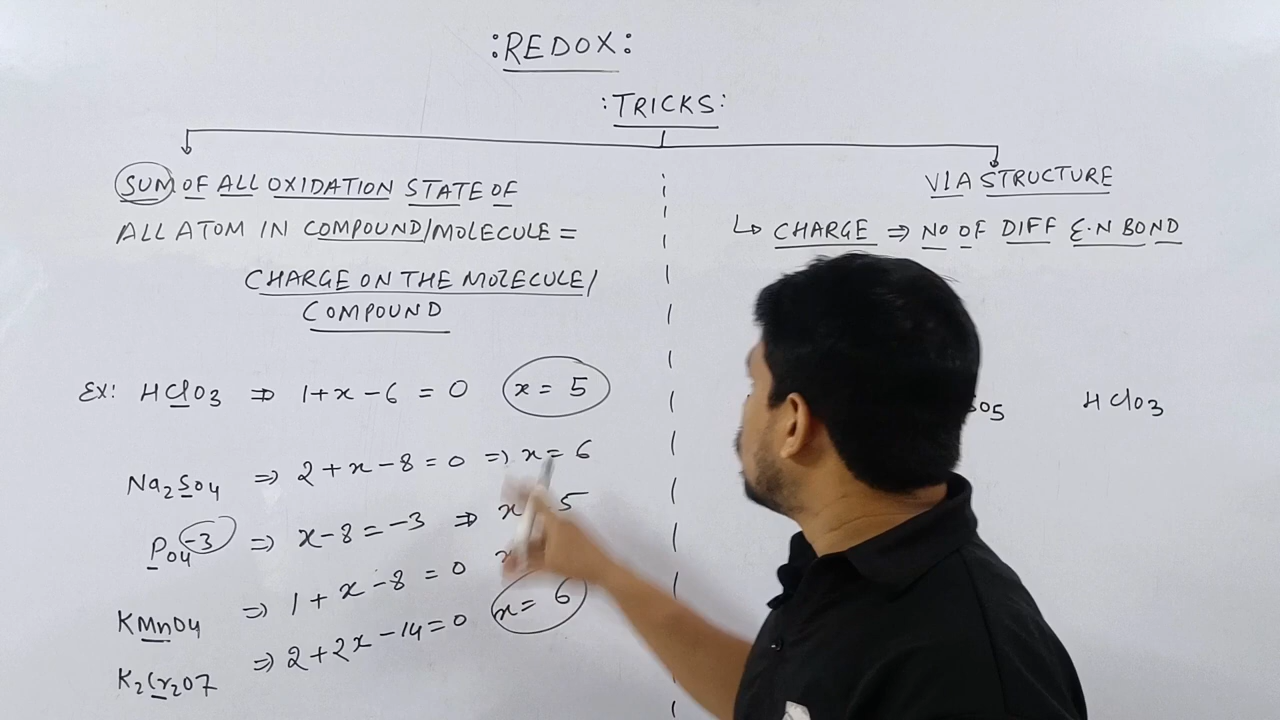 :REDOX:
:TRICKS:
SUM OF ALL OXIDATION STATE OF
ALL ATOM IN COMPOUND/MOLECULE =
CHARGE ON THE MOLECULE/
COMPOUND
EX: HClO3 ⇒ 1+x-6 = 0 x = 5
Na2SO4 ⇒ 2+x-8=0 ⇒ x = 6
PO4-3 ⇒ x-8=-3 ⇒ x 5
KMnO4 ⇒ 1+x-8=0
K2Cr2O7 ⇒ 2+2x-14=0 x= 6
VIA STRUCTURE
↳ CHARGE ⇒ NO OF DIFF E.N BOND
HClO3